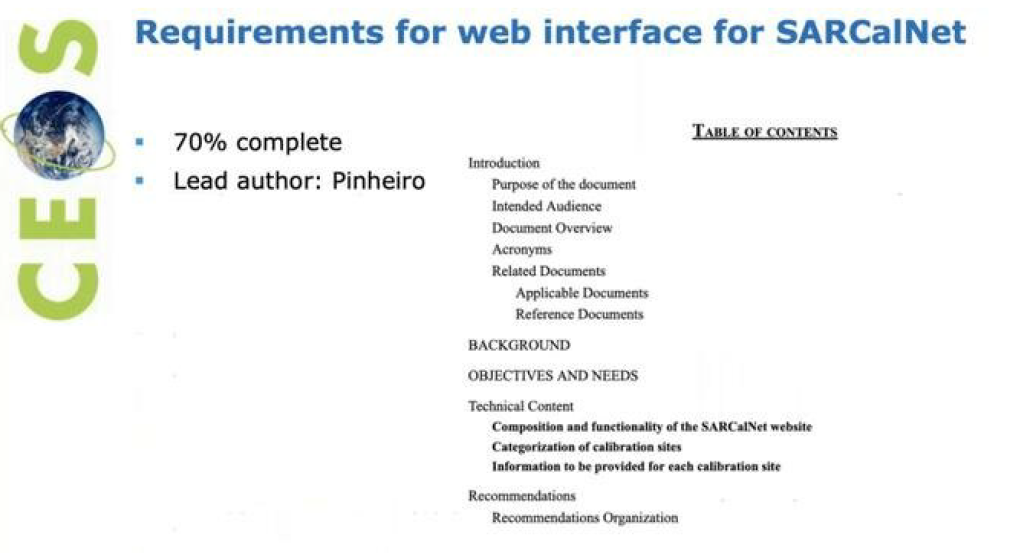 Requirements for web interface for SARCalNet
CEOS
70% complete
Lead author: Pinheiro
TABLE OF CONTENTS
Introduction
Purpose of the document
Intended Audience
Document Overview
Acronyms
Related Documents
Applicable Documents
Reference Documents
BACKGROUND
OBJECTIVES AND NEEDS
Technical Content
Composition and functionality of the SARCalNet website
Categorization of calibration sites
Information to be provided for each calibration site
Recommendations
Recommendations Organization